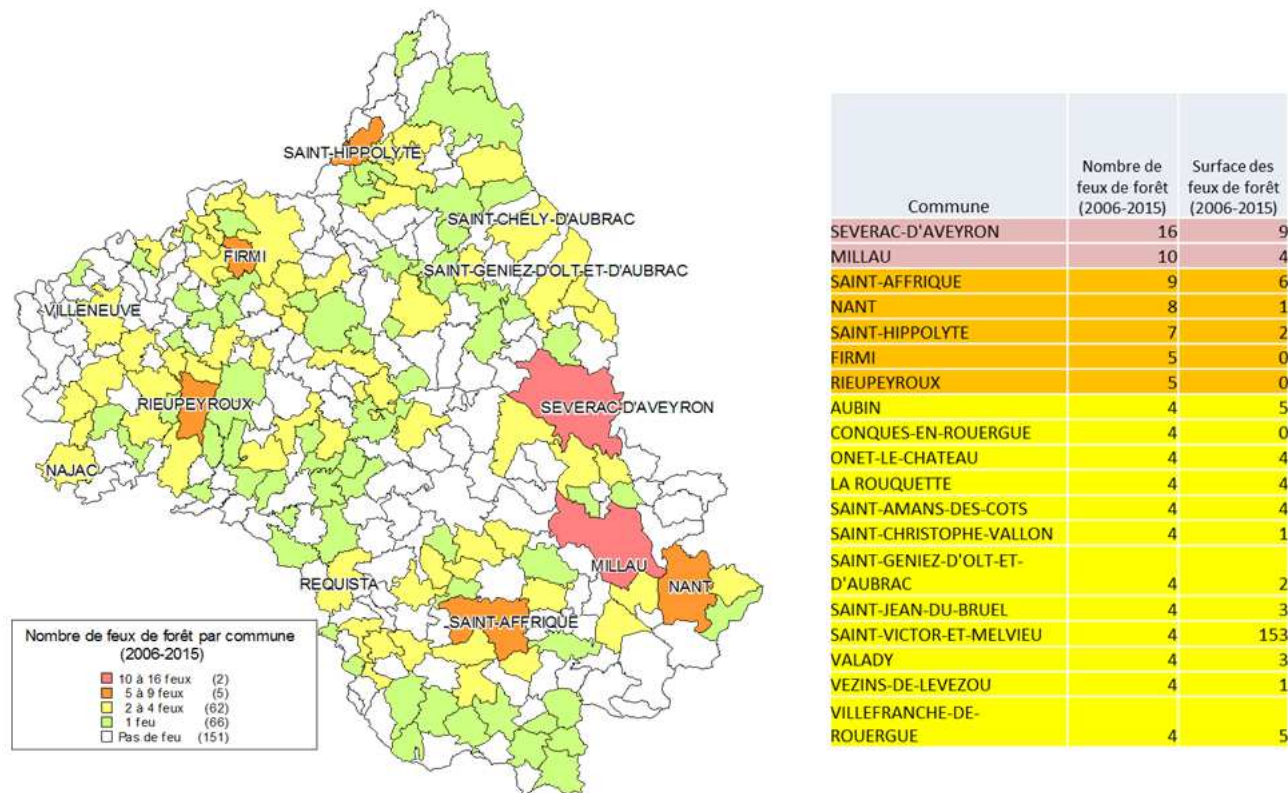 SAINT-HIPPOLYTE
SAINT-CHELY-D'AUBRAC
FIRMI
SAINT-GENIEZ-D'OLT-ET-D'AUBRAC
VILLENEUVE
RIEUPEYROUX
SEVERAC-D'AVEYRON
NAJAC
MILLAU
REQUISTA
NANT
SAINT-AFFRIQUE
Nombre de feux de forêt par commune
(2006-2015)
10 à 16 feux (2)
5 à 9 feux (5)
2 à 4 feux (62)
1 feu (66)
Pas de feu (151)
Commune
Nombre de
feux de forêt
(2006-2015)
Surface des
feux de forêt
(2006-2015)
SEVERAC-D'AVEYRON 16 9
MILLAU 10 4
SAINT-AFFRIQUE 9 6
NANT 8 1
SAINT-HIPPOLYTE 7 2
FIRMI 5 0
RIEUPEYROUX 5 0
AUBIN 4 5
CONQUES-EN-ROUERGUE 4 0
ONET-LE-CHATEAU 4 4
LA ROUQUETTE 4 4
SAINT-AMANS-DES-COTS 4 4
SAINT-CHRISTOPHE-VALLON 4 1
SAINT-GENIEZ-D'OLT-ET-
D'AUBRAC 4 2
SAINT-JEAN-DU-BRUEL 4 3
SAINT-VICTOR-ET-MELVIEU 4 153
VALADY 4 3
VEZINS-DE-LEVEZOU 4 1
VILLEFRANCHE-DE-
ROUERGUE 4 5